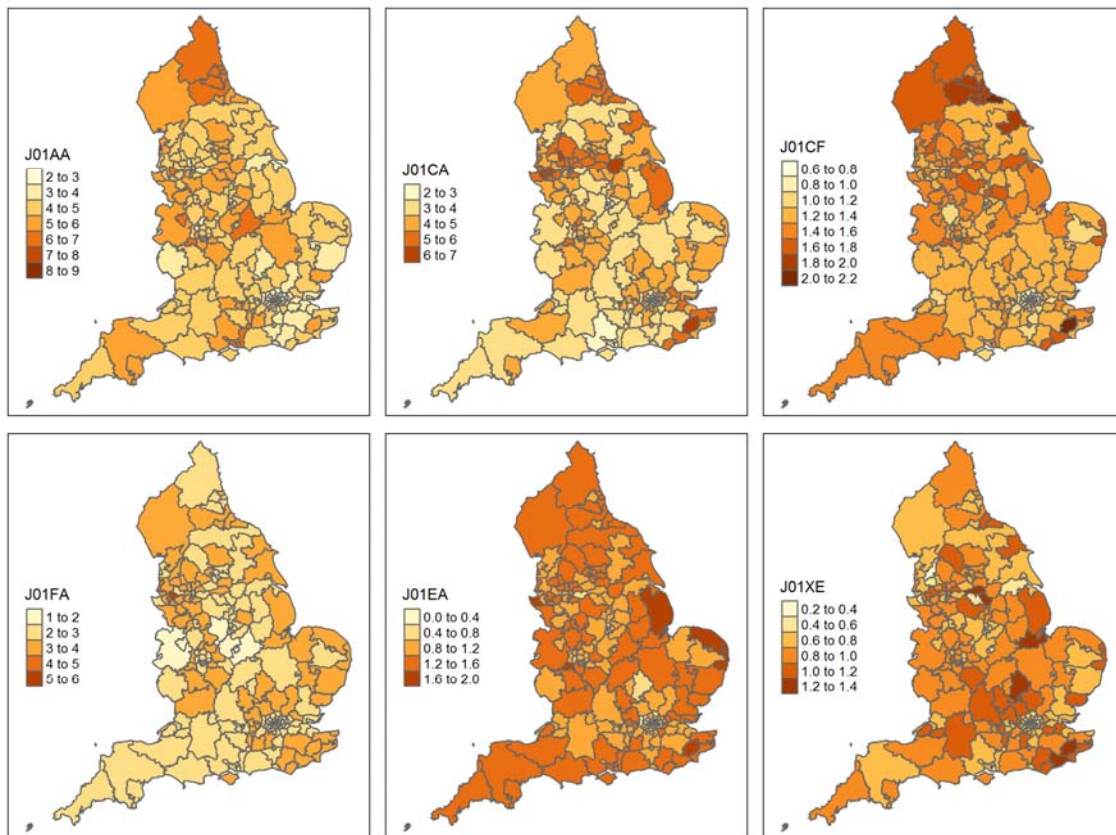 J01AA
2 to 3
3 to 4
4 to 5
5 to 6
6 to 7
7 to 8
8 to 9
J01CA
2 to 3
3 to 4
4 to 5
5 to 6
6 to 7
J01CF
0.6 to 0.8
0.8 to 1.0
1.0 to 1.2
1.2 to 1.4
1.4 to 1.6
1.6 to 1.8
1.8 to 2.0
2.0 to 2.2
J01FA
1 to 2
2 to 3
3 to 4
4 to 5
5 to 6
J01EA
0.0 to 0.4
0.4 to 0.8
0.8 to 1.2
1.2 to 1.6
1.6 to 2.0
J01XE
0.2 to 0.4
0.4 to 0.6
0.6 to 0.8
0.8 to 1.0
1.0 to 1.2
1.2 to 1.4